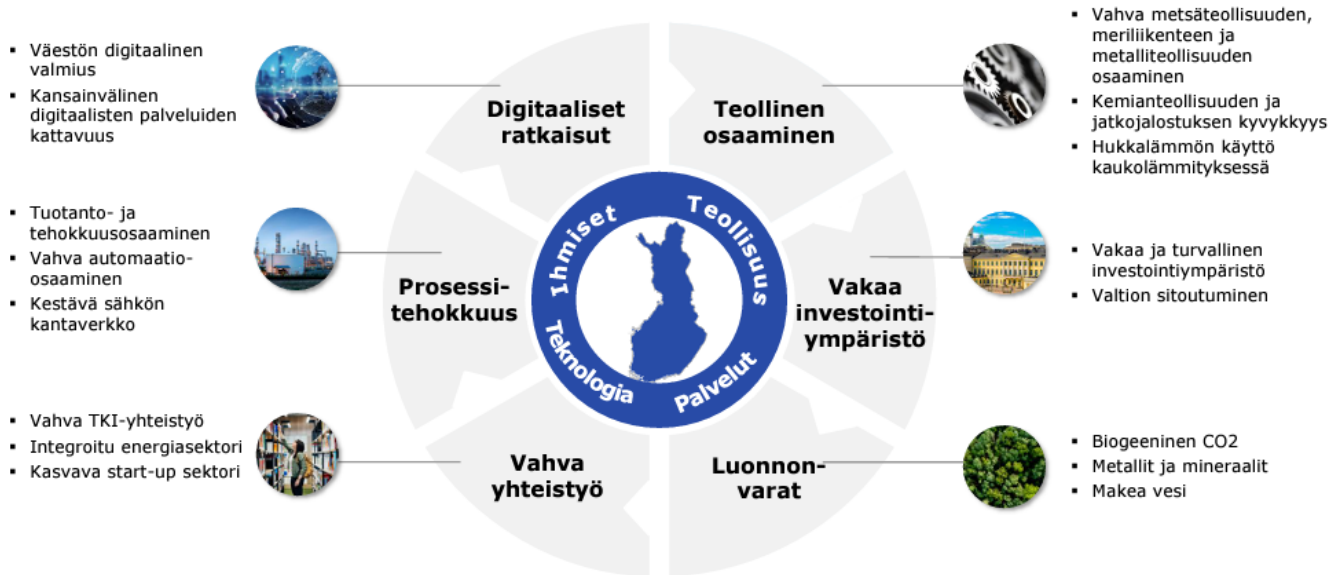 ▪ Väestön digitaalinen
valmius
▪ Kansainvälinen
digitaalisten palveluiden
kattavuus
Digitaaliset
ratkaisut
Teollinen
osaaminen
▪ Vahva metsäteollisuuden,
meriliikenteen ja
metalliteollisuuden
osaaminen
▪ Kemianteollisuuden ja
jatkojalostuksen kyvykkyys
▪ Hukkalämmön käyttö
kaukolämmityksessä
▪ Tuotanto- ja
tehokkuusosaaminen
▪ Vahva automaatio-
osaaminen
▪ Kestävä sähkön
kantaverkko
Prosessi-
tehokkuus
Ihmiset
Teollisuus
Teknologia
Palvelut
Vakaa
investointi-
ympäristö
▪ Vakaa ja turvallinen
investointiympäristö
▪ Valtion sitoutuminen
▪ Vahva TKI-yhteistyö
▪ Integroitu energiasektori
▪ Kasvava start-up sektori
Vahva
yhteistyö
Luonnon-
varat
▪ Biogeeninen CO2
▪ Metallit ja mineraalit
▪ Makea vesi